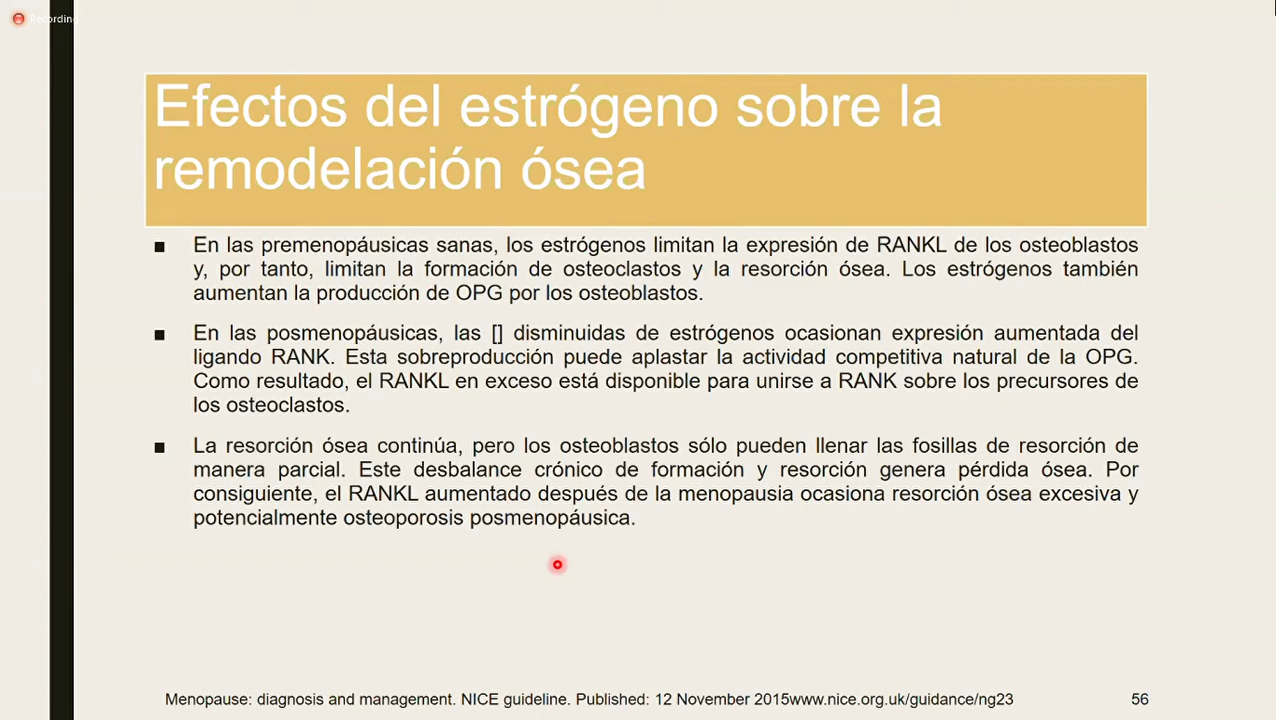 Recording
Efectos del estrógeno sobre la
remodelación ósea
■ En las premenopáusicas sanas, los estrógenos limitan la expresión de RANKL de los osteoblastos
y, por tanto, limitan la formación de osteoclastos y la resorción ósea. Los estrógenos también
aumentan la producción de OPG por los osteoblastos.
■ En las posmenopáusicas, las [] disminuidas de estrógenos ocasionan expresión aumentada del
ligando RANK. Esta sobreproducción puede aplastar la actividad competitiva natural de la OPG.
Como resultado, el RANKL en exceso está disponible para unirse a RANK sobre los precursores de
los osteoclastos.
■ La resorción ósea continúa, pero los osteoblastos sólo pueden llenar las fosillas de resorción de
manera parcial. Este desbalance crónico de formación y resorción genera pérdida ósea. Por
consiguiente, el RANKL aumentado después de la menopausia ocasiona resorción ósea excesiva y
potencialmente osteoporosis posmenopáusica.
Menopause: diagnosis and management. NICE guideline. Published: 12 November 2015www.nice.org.uk/guidance/ng23 56